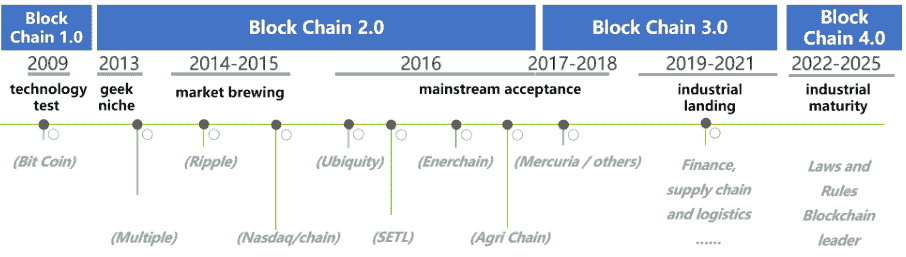 Block
Chain 1.0
Block Chain 2.0
Block Chain 3.0
Block
Chain 4.0
2009
2013
2014-2015
2016
2017-2018
2019-2021
2022-2025
technology
test
geek
niche
market brewing
mainstream acceptance
industrial
landing
industrial
maturity
(Bit Coin)
(Ripple)
(Ubiquity)
(Enerchain)
(Mercuria / others)
Finance,
supply chain
and logistics
......
Laws and
Rules
Blockchain
leader
(Multiple)
(Nasdaq/chain)
(SETL)
(Agri Chain)